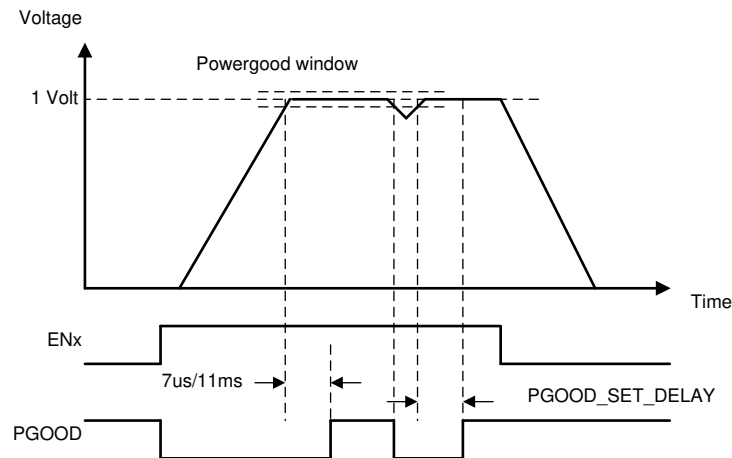 Voltage
Powergood window
1 Volt
Time
ENx
7us/11ms
PGOOD_SET_DELAY
PGOOD